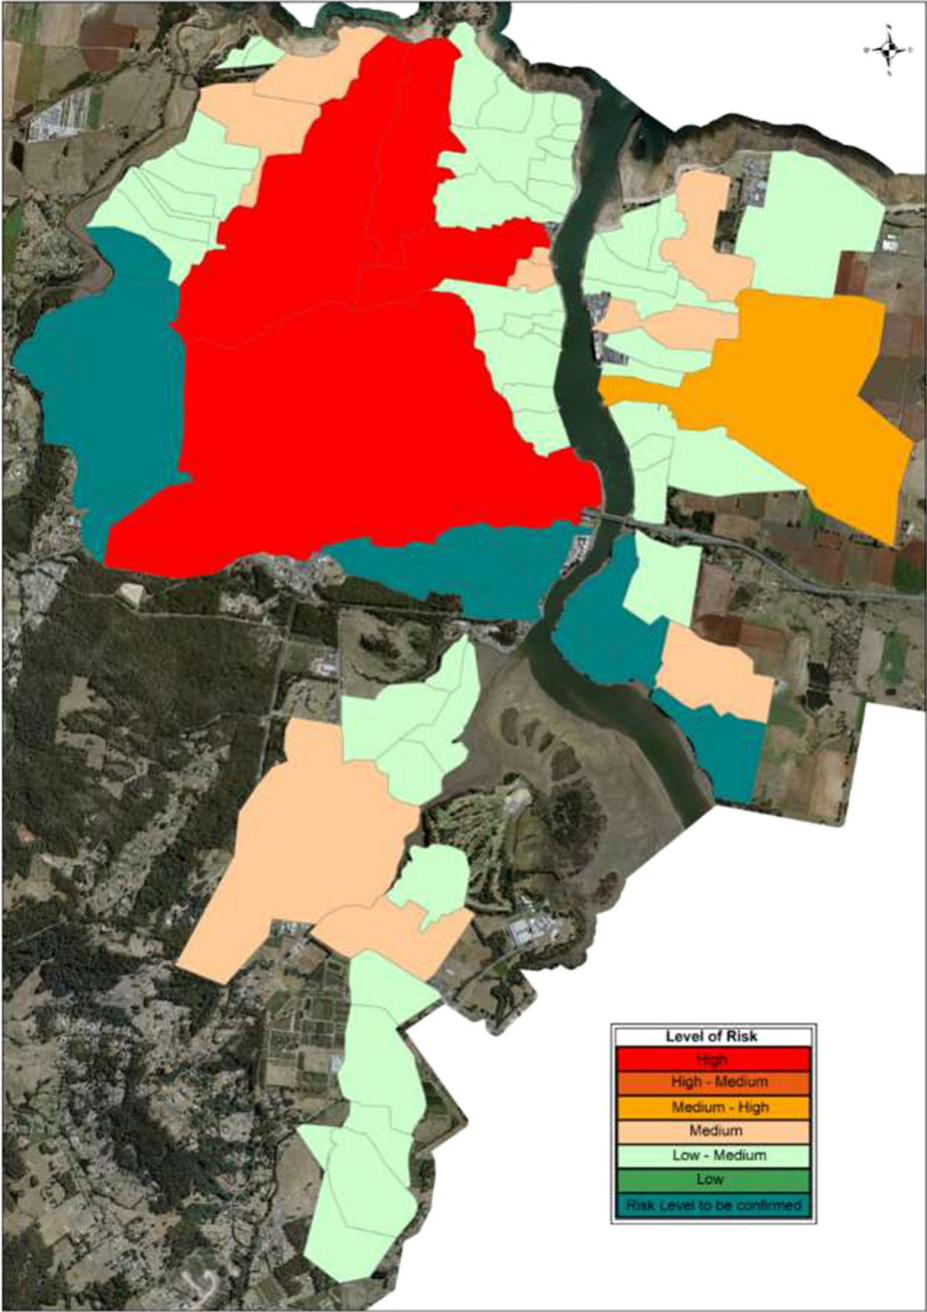 N
Level of Risk
High
High - Medium
Medium - High
Medium
Low - Medium
Low
Risk Level to be confirmed